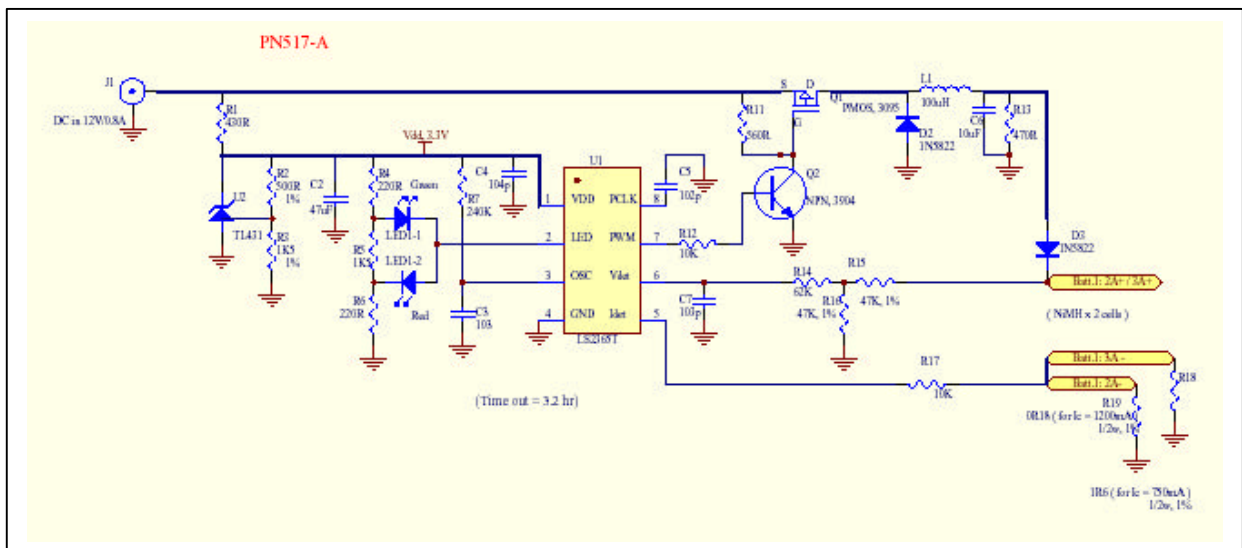 PN517-A
J1
DC in 12V/0.8A
R1
430R
Vdd, 3.3V
R2
500R
1%
R3
1K5
1%
U2
TL431
C2
47uF
R4
220R
Green
LED1-1
R5
1K5
LED1-2
R6
220R
Red
C4
104p
R7
240K
C3
103
U1
1 VDD PCLK 8
2 LED PWM 7
3 OSC Vdet 6
4 GND Idet 5
LS2365T
C5
102p
R12
10K
R11
560R
S D
G
Q1
PMOS, 3095
Q2
NPN, 3904
L1
100uH
D2
1N5822
C6
10uF
R13
470R
D3
1N5822
C7
103p
R14
62K
R15
47K, 1%
R16
47K, 1%
Batt.1: 2A+ / 3A+
( NiMH x 2 cells )
R17
10K
Batt.1: 3A -
Batt.1: 2A-
R18
R19
0R18 ( for Ic = 1200mA)
1/2w, 1%
1R6 ( for Ic = 750mA)
1/2w, 1%
(Time out = 3.2 hr)